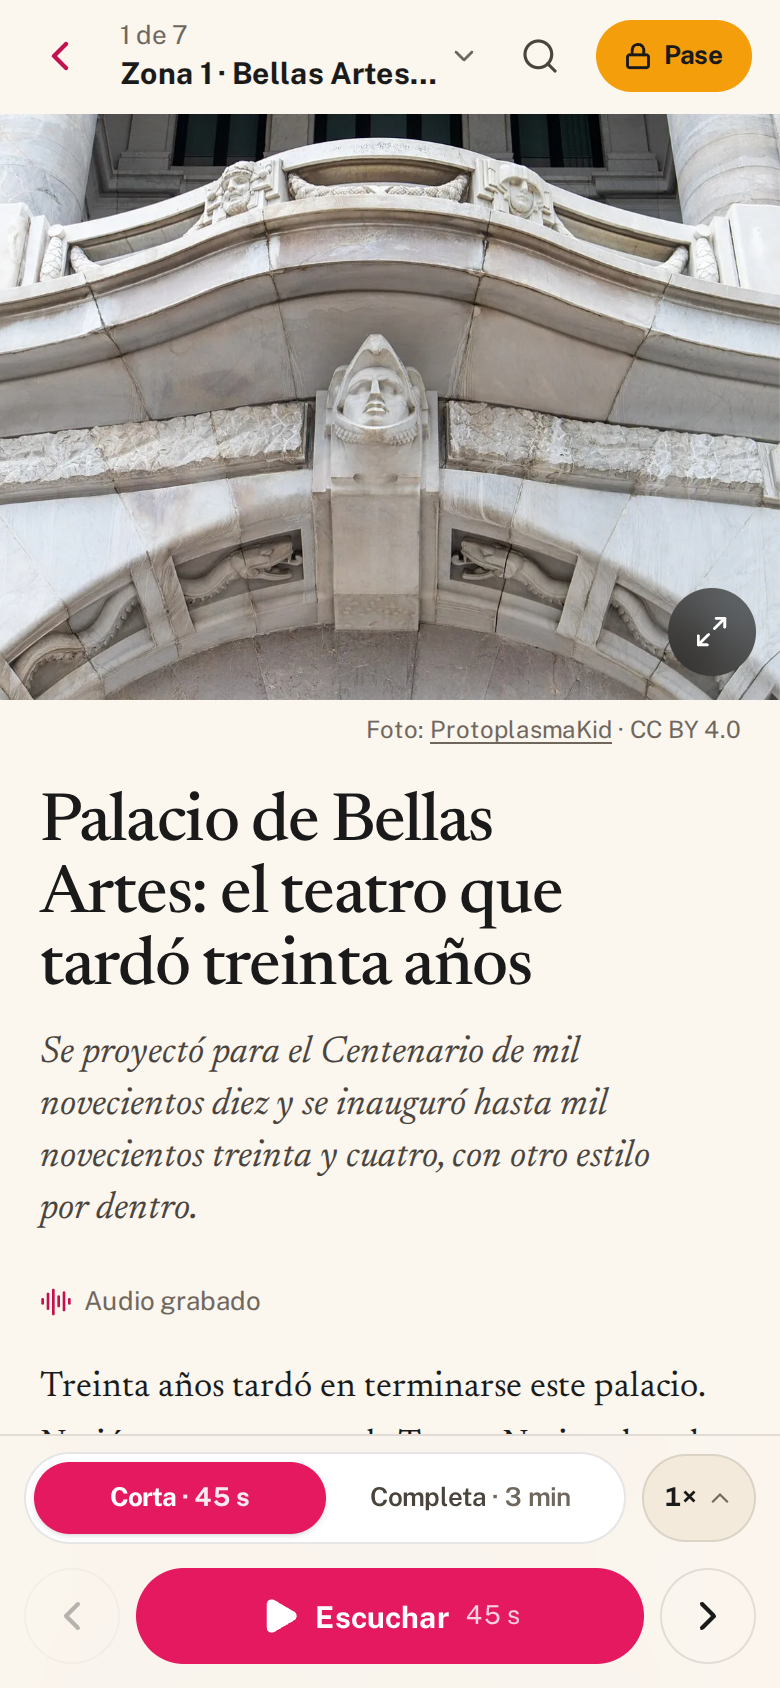 1 de 7
Zona 1 · Bellas Artes...
Pase
Foto: ProtoplasmaKid · CC BY 4.0
Palacio de Bellas
Artes: el teatro que
tardó treinta años
Se proyectó para el Centenario de mil
novecientos diez y se inauguró hasta mil
novecientos treinta y cuatro, con otro estilo
por dentro.
Audio grabado
Treinta años tardó en terminarse este palacio.
Corta · 45 s
Completa · 3 min
1×
Escuchar 45 s